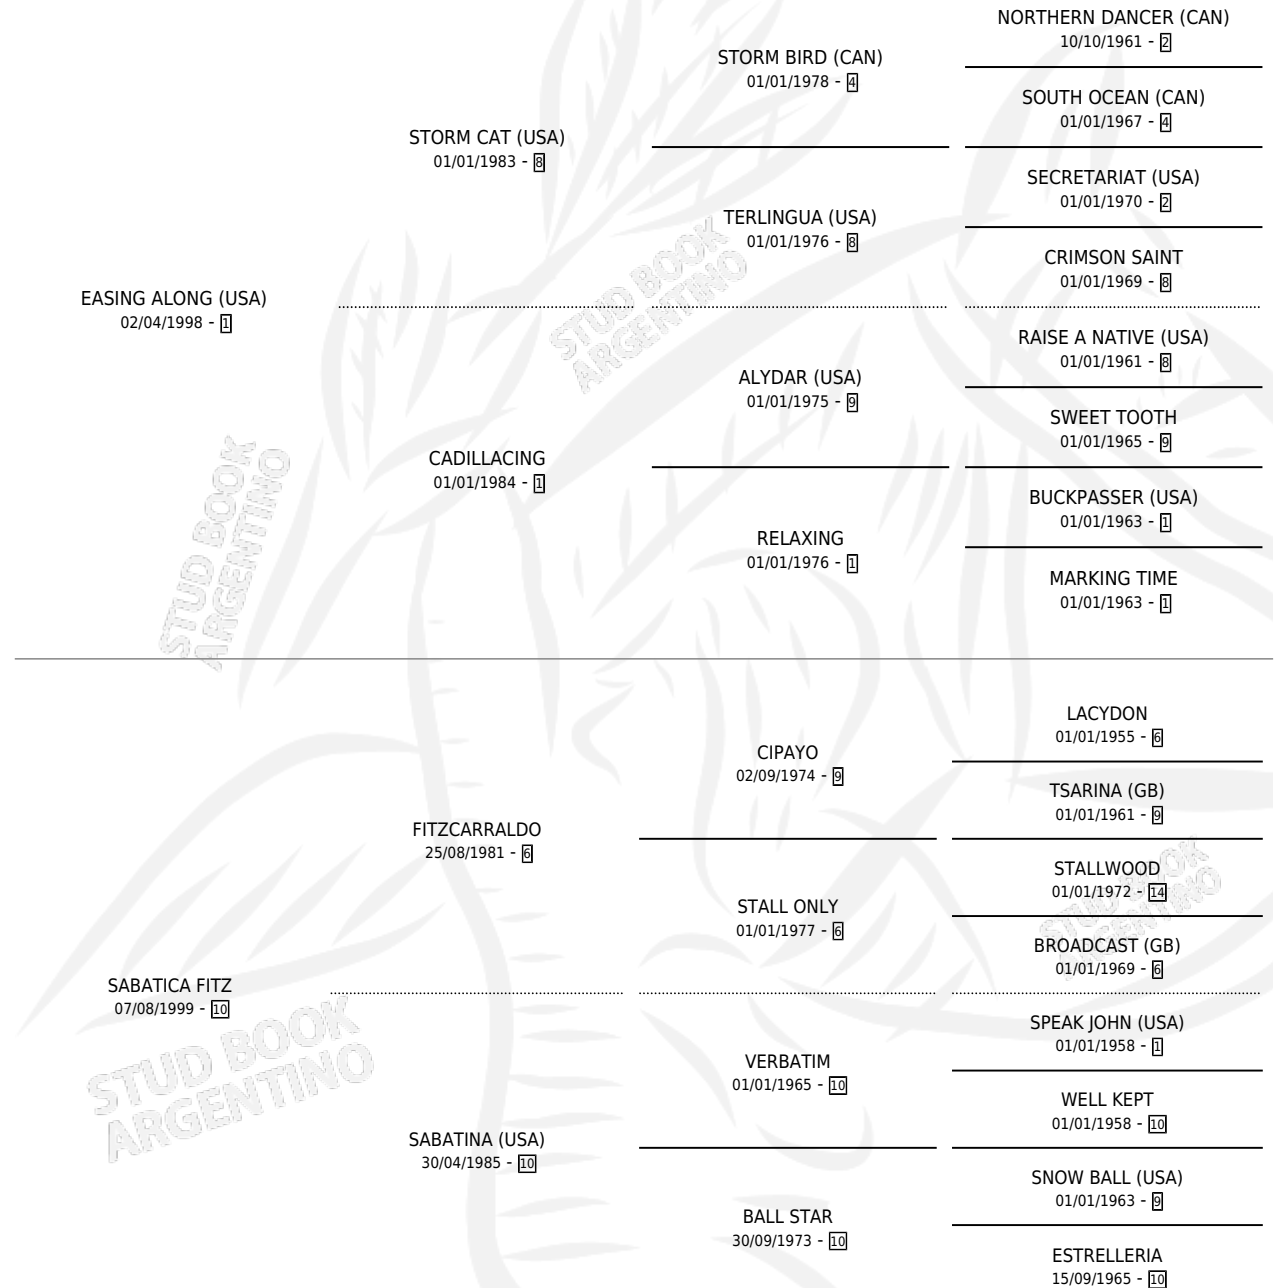 NORTHERN DANCER (CAN)
10/10/1961 - 2
STORM BIRD (CAN)
01/01/1978 - 4
SOUTH OCEAN (CAN)
01/01/1967 - 4
STORM CAT (USA)
01/01/1983 - 8
SECRETARIAT (USA)
01/01/1970 - 2
TERLINGUA (USA)
01/01/1976 - 8
CRIMSON SAINT
01/01/1969 - 8
EASING ALONG (USA)
02/04/1998 - 1
STUD BOOK
ARGENTINO
RAISE A NATIVE (USA)
01/01/1961 - 8
ALYDAR (USA)
01/01/1975 - 9
SWEET TOOTH
01/01/1965 - 9
CADILLACING
01/01/1984 - 1
BUCKPASSER (USA)
01/01/1963 - 1
RELAXING
01/01/1976 - 1
MARKING TIME
01/01/1963 - 1
STUD BOOK
ARGENTINO
LACYDON
01/01/1955 - 6
CIPAYO
02/09/1974 - 9
TSARINA (GB)
01/01/1961 - 9
FITZCARRALDO
25/08/1981 - 6
STALLWOOD
01/01/1972 - 14
STALL ONLY
01/01/1977 - 6
STUD BOOK
ARGENTINO
BROADCAST (GB)
01/01/1969 - 6
SABATICA FITZ
07/08/1999 - 10
SPEAK JOHN (USA)
01/01/1958 - 1
STUD BOOK
ARGENTINO
VERBATIM
01/01/1965 - 10
WELL KEPT
01/01/1958 - 10
SABATINA (USA)
30/04/1985 - 10
SNOW BALL (USA)
01/01/1963 - 9
BALL STAR
30/09/1973 - 10
ESTRELLERIA
15/09/1965 - 10